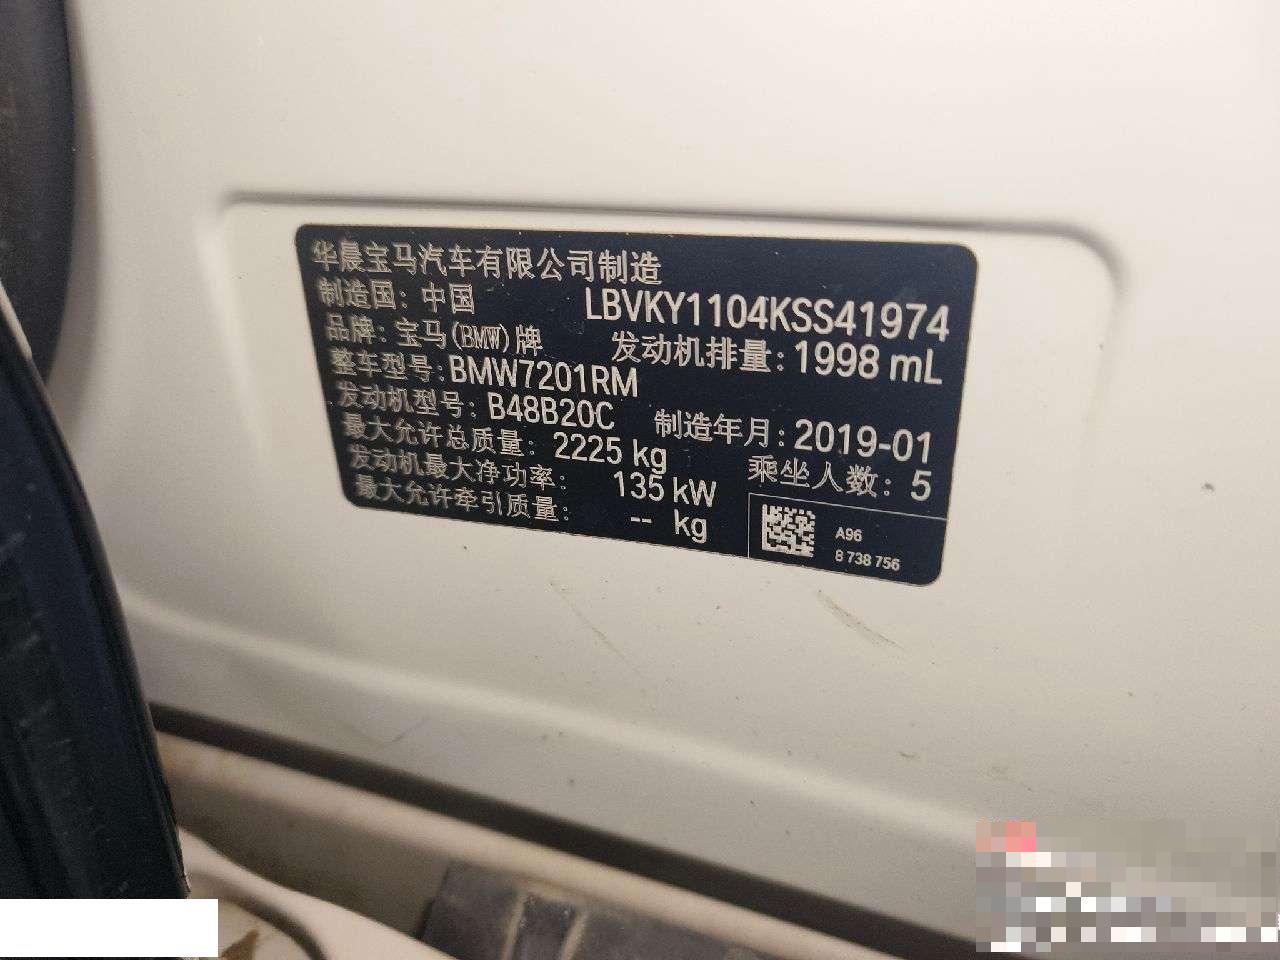 华晨宝马汽车有限公司制造
制造国：中国 LBVKY1104KSS41974
品牌：宝马(BMW)牌 发动机排量：1998 mL
整车型号：BMW7201RM
发动机型号：B48B20C 制造年月：2019-01
最大允许总质量：2225 kg 乘坐人数：5
发动机最大净功率：135 kW
最大允许牵引质量：-- kg
A96
8 738 756